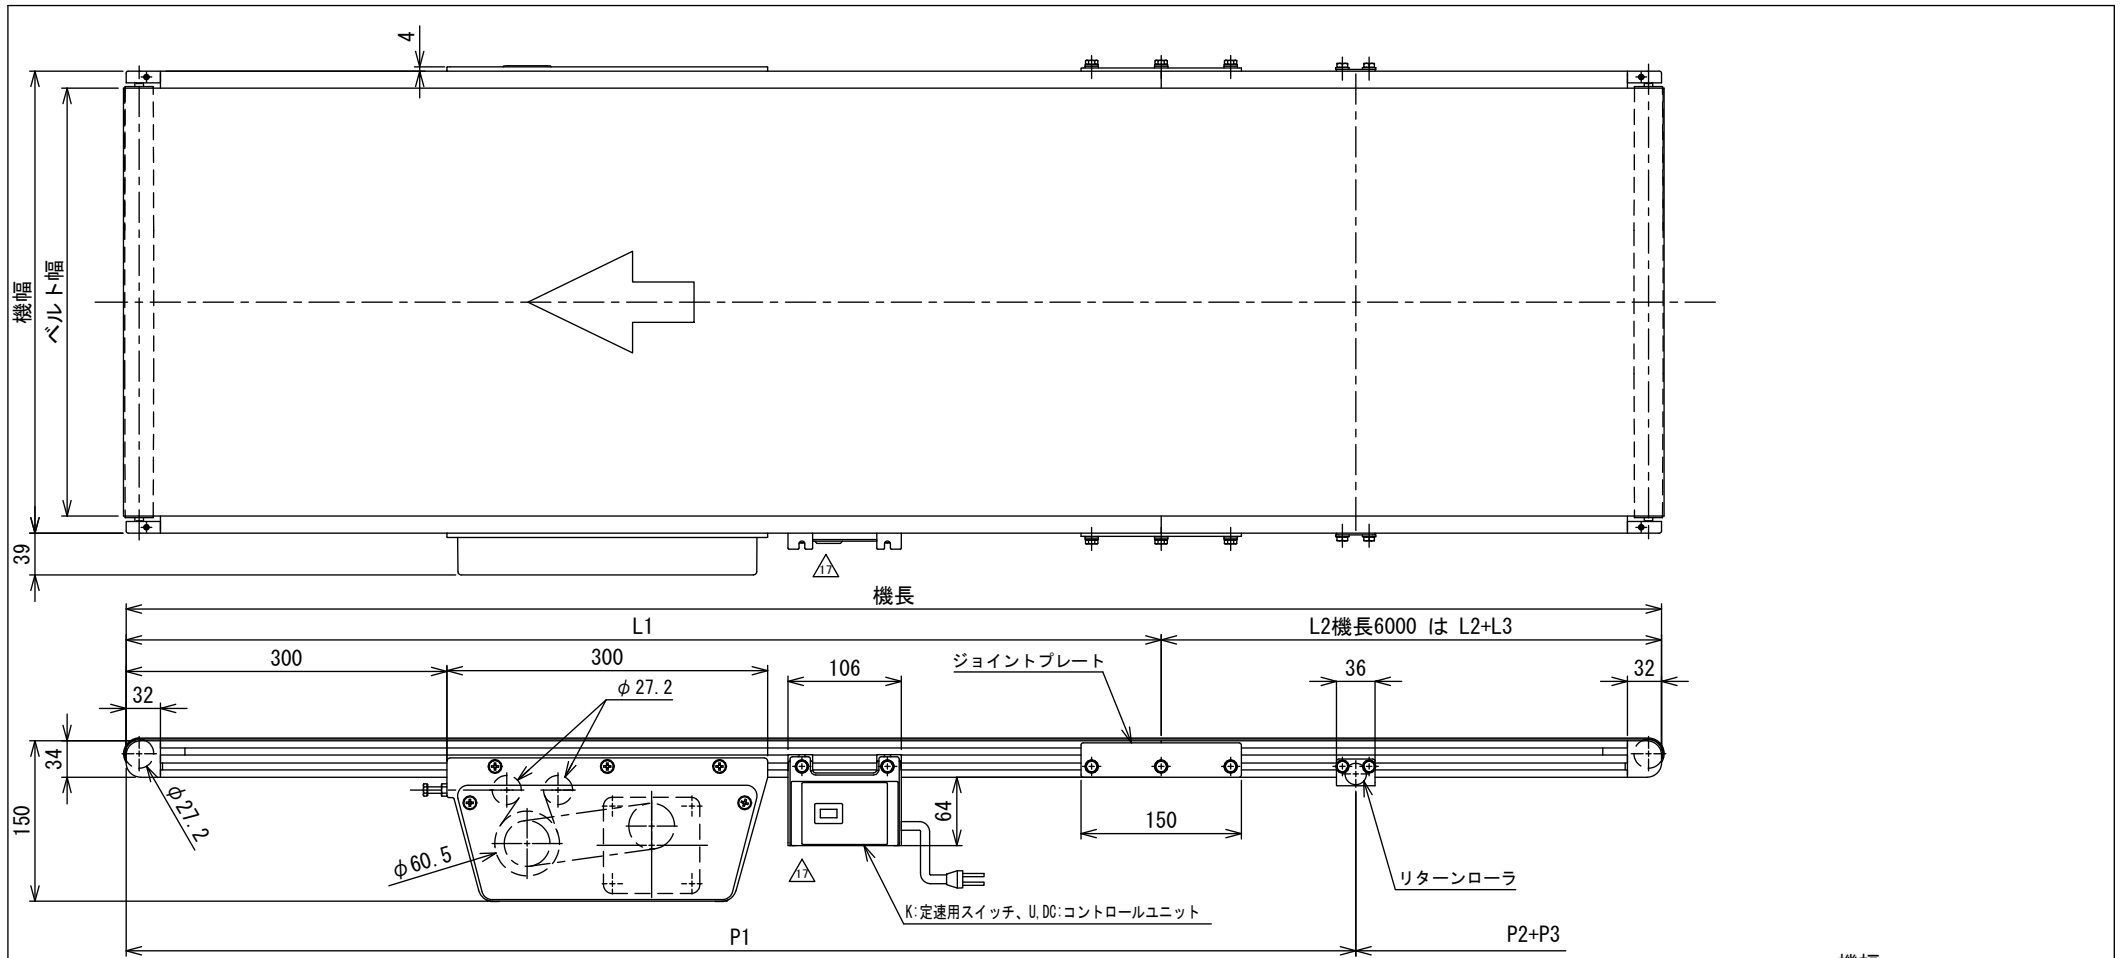 4
機幅
ベルト幅
39
17
機長
L1
L2機長6000 は L2+L3
300
300
106
ジョイントプレート
36
32
32
φ27.2
34
150
φ27.2
φ60.5
64
150
17
リターンローラ
K:定速用スイッチ、U,DC:コントロールユニット
P1
P2+P3